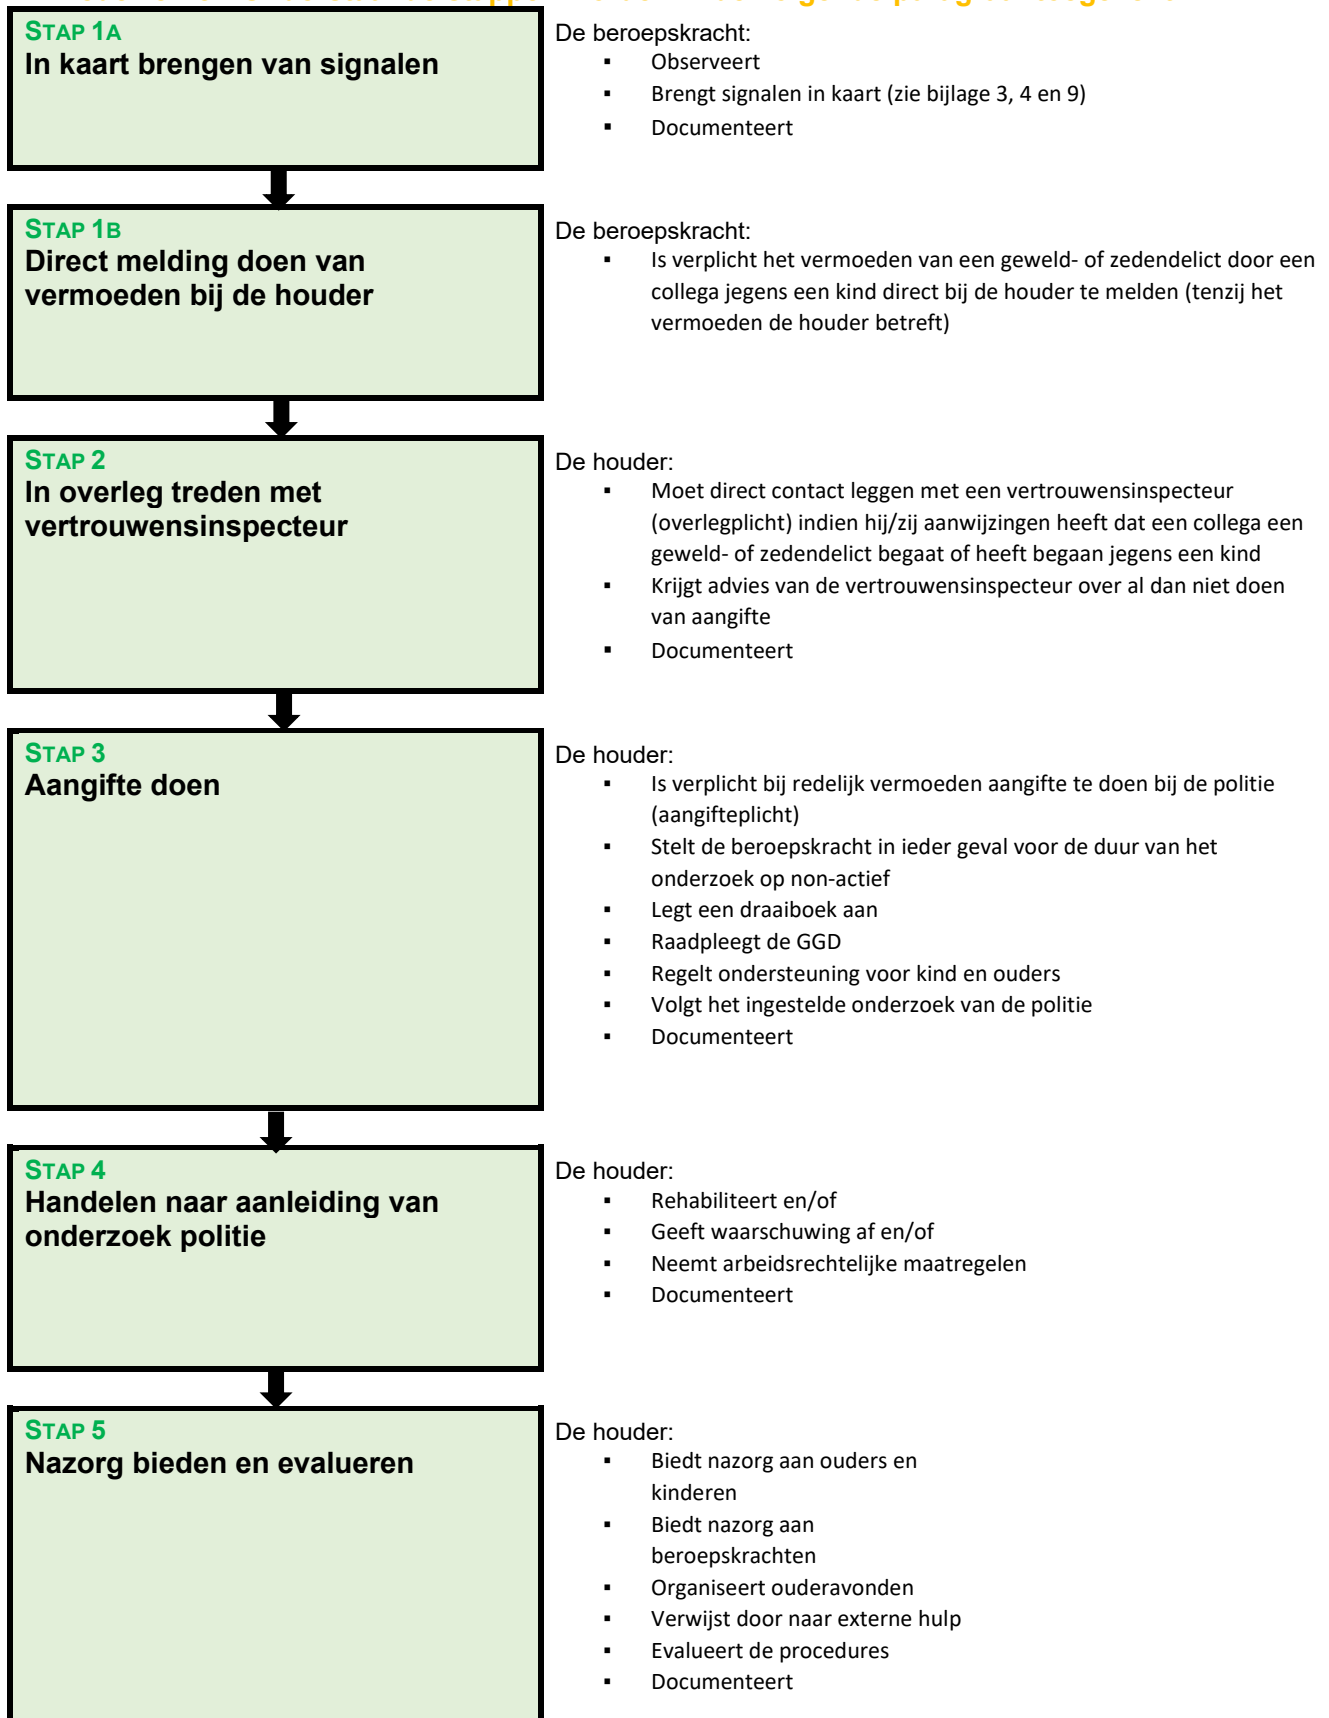 STAP 1A
In kaart brengen van signalen
De beroepskracht:
▪ Observeert
▪ Brengt signalen in kaart (zie bijlage 3, 4 en 9)
▪ Documenteert
STAP 1B
Direct melding doen van
vermoeden bij de houder
De beroepskracht:
▪ Is verplicht het vermoeden van een geweld- of zedendelict door een
collega jegens een kind direct bij de houder te melden (tenzij het
vermoeden de houder betreft)
STAP 2
In overleg treden met
vertrouwensinspecteur
De houder:
▪ Moet direct contact leggen met een vertrouwensinspecteur
(overlegplicht) indien hij/zij aanwijzingen heeft dat een collega een
geweld- of zedendelict begaat of heeft begaan jegens een kind
▪ Krijgt advies van de vertrouwensinspecteur over al dan niet doen
van aangifte
▪ Documenteert
STAP 3
Aangifte doen
De houder:
▪ Is verplicht bij redelijk vermoeden aangifte te doen bij de politie
(aangifteplicht)
▪ Stelt de beroepskracht in ieder geval voor de duur van het
onderzoek op non-actief
▪ Legt een draaiboek aan
▪ Raadpleegt de GGD
▪ Regelt ondersteuning voor kind en ouders
▪ Volgt het ingestelde onderzoek van de politie
▪ Documenteert
STAP 4
Handelen naar aanleiding van
onderzoek politie
De houder:
▪ Rehabiliteert en/of
▪ Geeft waarschuwing af en/of
▪ Neemt arbeidsrechtelijke maatregelen
▪ Documenteert
STAP 5
Nazorg bieden en evalueren
De houder:
▪ Biedt nazorg aan ouders en
kinderen
▪ Biedt nazorg aan
beroepskrachten
▪ Organiseert ouderavonden
▪ Verwijst door naar externe hulp
▪ Evalueert de procedures
▪ Documenteert